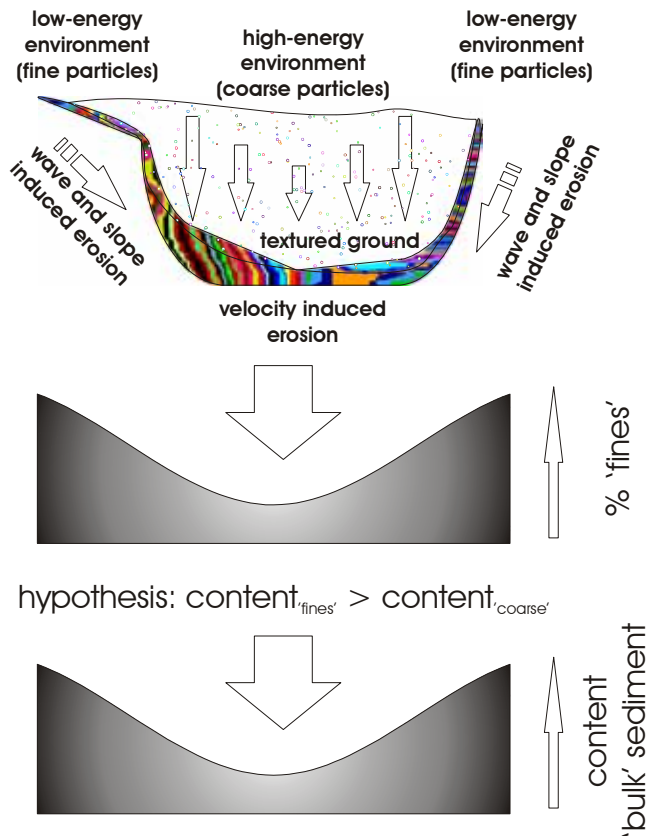 low-energy
environment
(fine particles)
high-energy
environment
(coarse particles)
low-energy
environment
(fine particles)
wave and slope
induced erosion
textured ground
wave and slope
induced erosion
velocity induced
erosion
% 'fines'
hypothesis: content'fines' > content'coarse'
content
'bulk' sediment